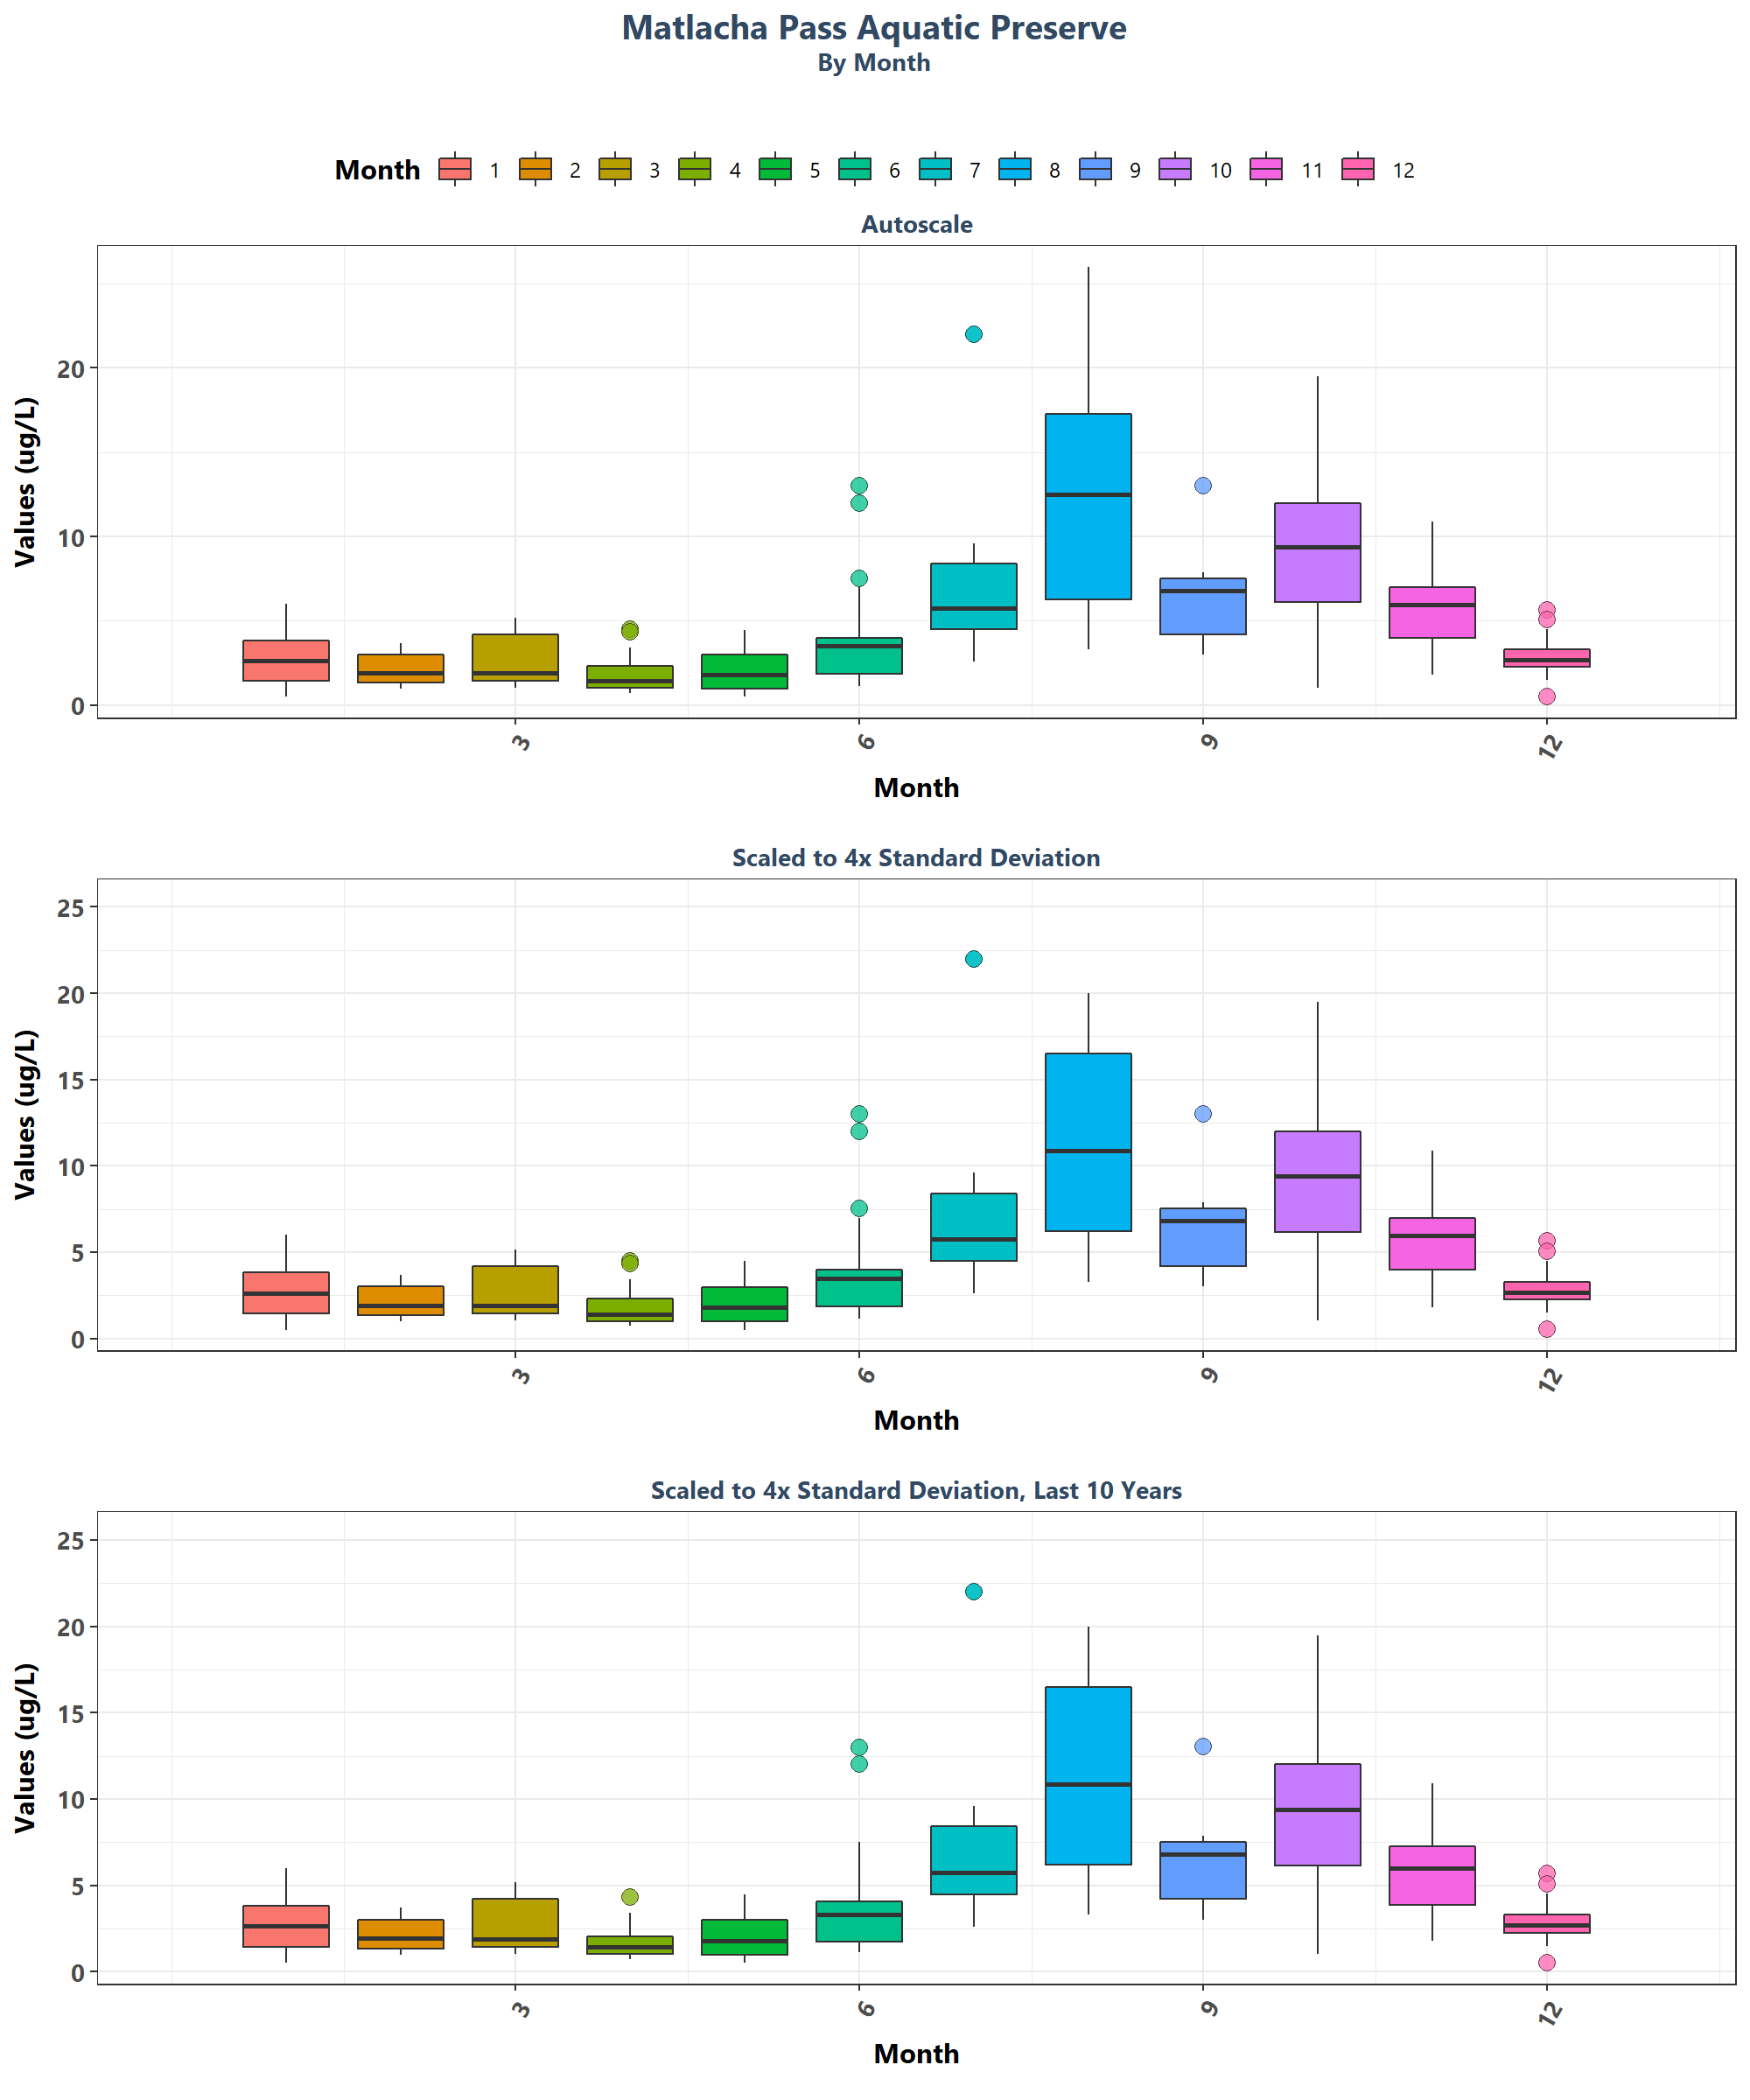 Matlacha Pass Aquatic Preserve
By Month
Month 1 2 3 4 5 6 7 8 9 10 11 12
Autoscale
Values (ug/L)
20
10
0
3 6 9 12
Month
Scaled to 4x Standard Deviation
Values (ug/L)
25
20
15
10
5
0
3 6 9 12
Month
Scaled to 4x Standard Deviation, Last 10 Years
Values (ug/L)
25
20
15
10
5
0
3 6 9 12
Month